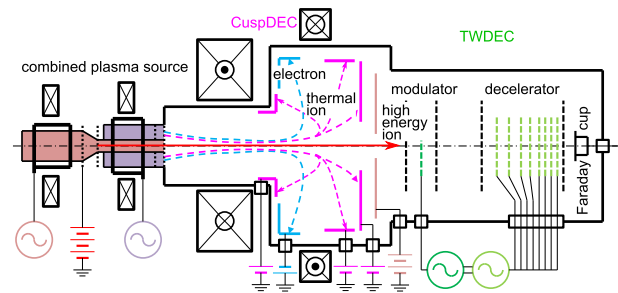 CuspDEC
TWDEC
combined plasma source
electron
thermal
ion
high
energy
ion
modulator
decelerator
Faraday cup